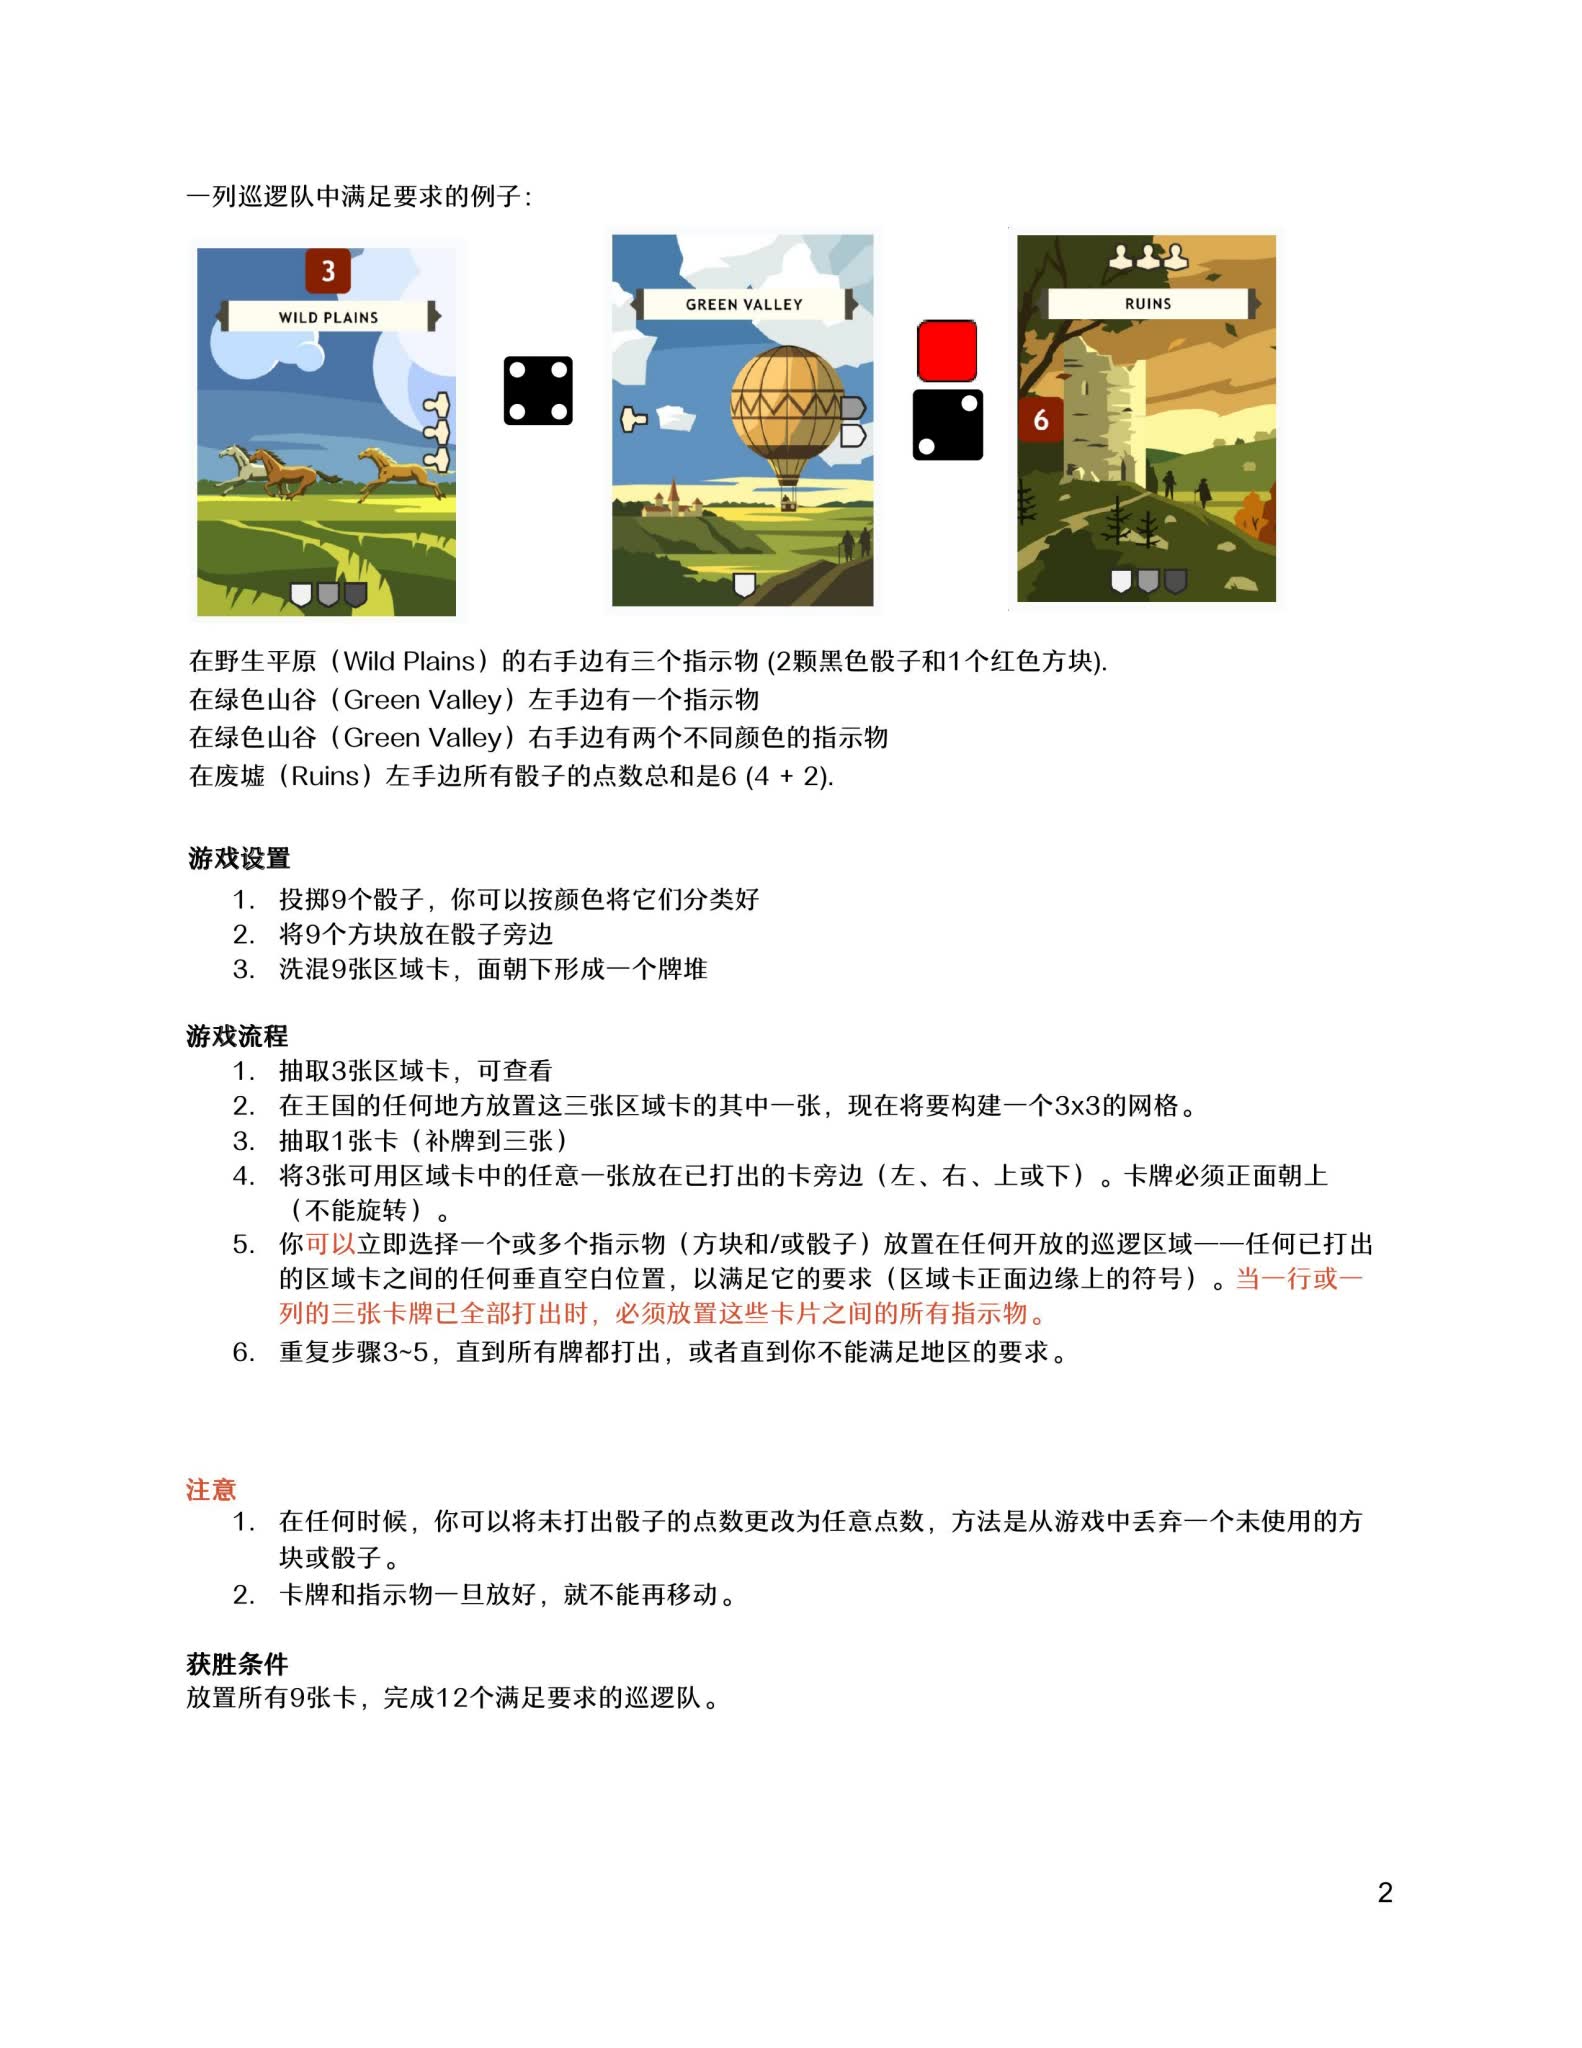 一列巡逻队中满足要求的例子：
3
WILD PLAINS
GREEN VALLEY
RUINS
6
在野生平原（Wild Plains）的右手边有三个指示物 (2颗黑色骰子和1个红色方块).
在绿色山谷（Green Valley）左手边有一个指示物
在绿色山谷（Green Valley）右手边有两个不同颜色的指示物
在废墟（Ruins）左手边所有骰子的点数总和是6 (4 + 2).
游戏设置
1. 投掷9个骰子，你可以按颜色将它们分类好
2. 将9个方块放在骰子旁边
3. 洗混9张区域卡，面朝下形成一个牌堆
游戏流程
1. 抽取3张区域卡，可查看
2. 在王国的任何地方放置这三张区域卡的其中一张，现在将要构建一个3x3的网格。
3. 抽取1张卡（补牌到三张）
4. 将3张可用区域卡中的任意一张放在已打出的卡旁边（左、右、上或下）。卡牌必须正面朝上
（不能旋转）。
5. 你可以立即选择一个或多个指示物（方块和/或骰子）放置在任何开放的巡逻区域——任何已打出
的区域卡之间的任何垂直空白位置，以满足它的要求（区域卡正面边缘上的符号）。当一行或一
列的三张卡牌已全部打出时，必须放置这些卡片之间的所有指示物。
6. 重复步骤3~5，直到所有牌都打出，或者直到你不能满足地区的要求。
注意
1. 在任何时候，你可以将未打出骰子的点数更改为任意点数，方法是从游戏中丢弃一个未使用的方
块或骰子。
2. 卡牌和指示物一旦放好，就不能再移动。
获胜条件
放置所有9张卡，完成12个满足要求的巡逻队。
2